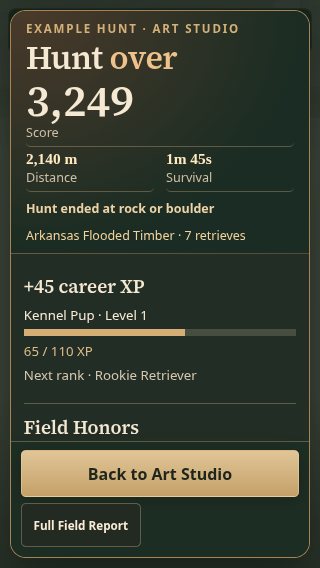 EXAMPLE HUNT · ART STUDIO
Hunt over
3,249
Score
2,140 m
Distance
1m 45s
Survival
Hunt ended at rock or boulder
Arkansas Flooded Timber · 7 retrieves
+45 career XP
Kennel Pup · Level 1
65 / 110 XP
Next rank · Rookie Retriever
Field Honors
Back to Art Studio
Full Field Report